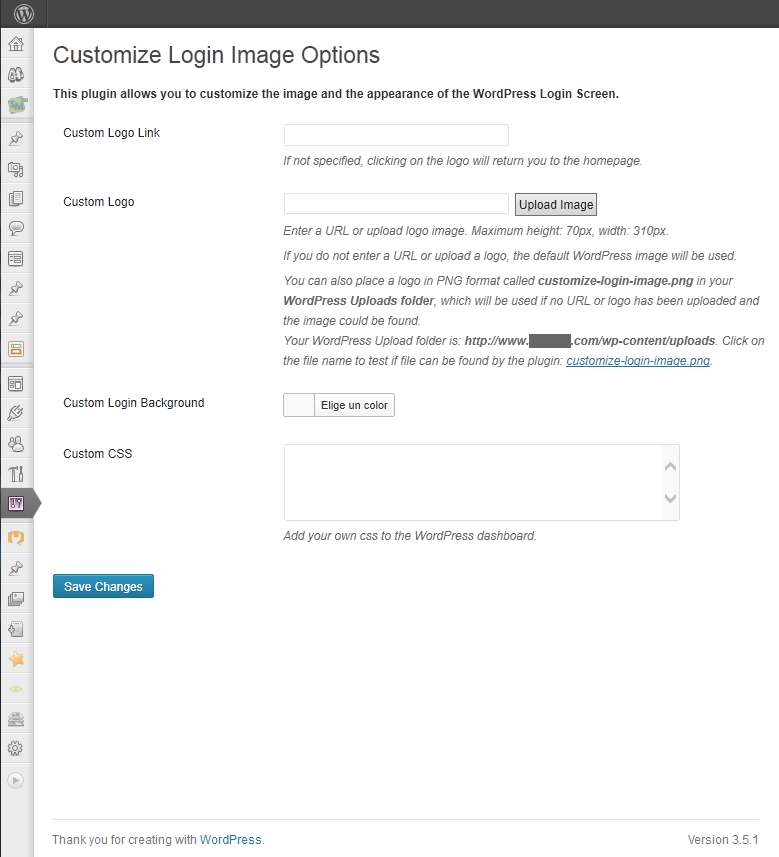 Customize Login Image Options
This plugin allows you to customize the image and the appearance of the WordPress Login Screen.
Custom Logo Link
If not specified, clicking on the logo will return you to the homepage.
Custom Logo
Upload Image
Enter a URL or upload logo image. Maximum height: 70px, width: 310px.
If you do not enter a URL or upload a logo, the default WordPress image will be used.
You can also place a logo in PNG format called customize-login-image.png in your
WordPress Uploads folder, which will be used if no URL or logo has been uploaded and
the image could be found.
Your WordPress Upload folder is: http://www. .com/wp-content/uploads. Click on
the file name to test if file can be found by the plugin: customize-login-image.png.
Custom Login Background
Elige un color
Custom CSS
Add your own css to the WordPress dashboard.
Save Changes
Thank you for creating with WordPress.
Version 3.5.1